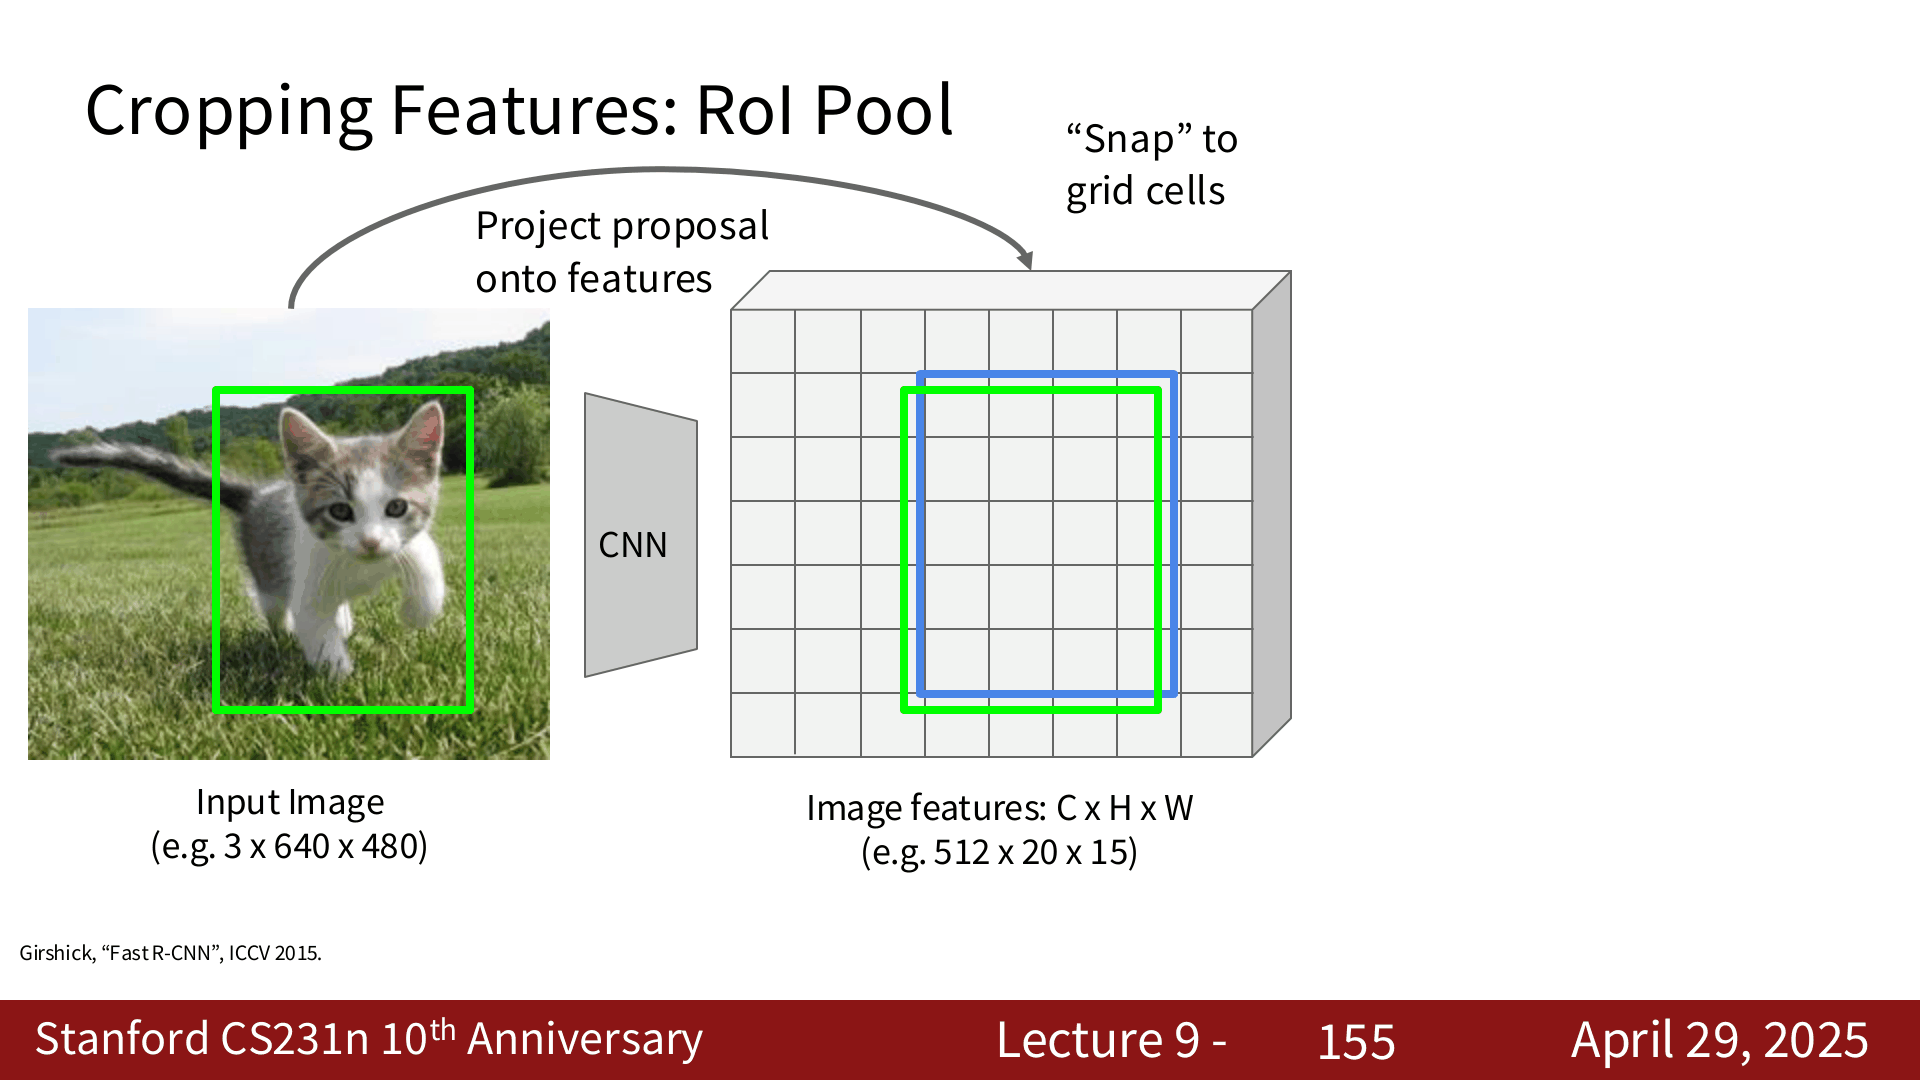 Cropping Features: RoI Pool
“Snap” to
grid cells
Project proposal
onto features
CNN
Input Image
(e.g. 3 x 640 x 480)
Image features: C x H x W
(e.g. 512 x 20 x 15)
Girshick, “Fast R-CNN”, ICCV 2015.
Stanford CS231n 10th Anniversary
Lecture 9 - 155
April 29, 2025